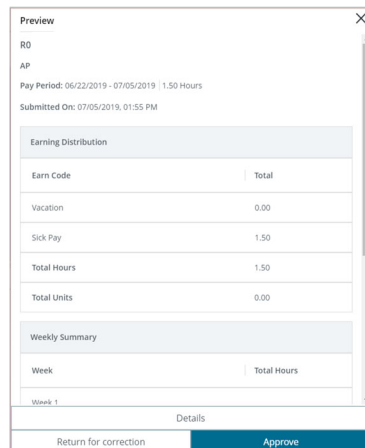 Preview
R0
AP
Pay Period: 06/22/2019 - 07/05/2019 | 1.50 Hours
Submitted On: 07/05/2019, 01:55 PM
Earning Distribution
Earn Code Total
Vacation 0.00
Sick Pay 1.50
Total Hours 1.50
Total Units 0.00
Weekly Summary
Week Total Hours
Week 1
Details
Return for correction Approve